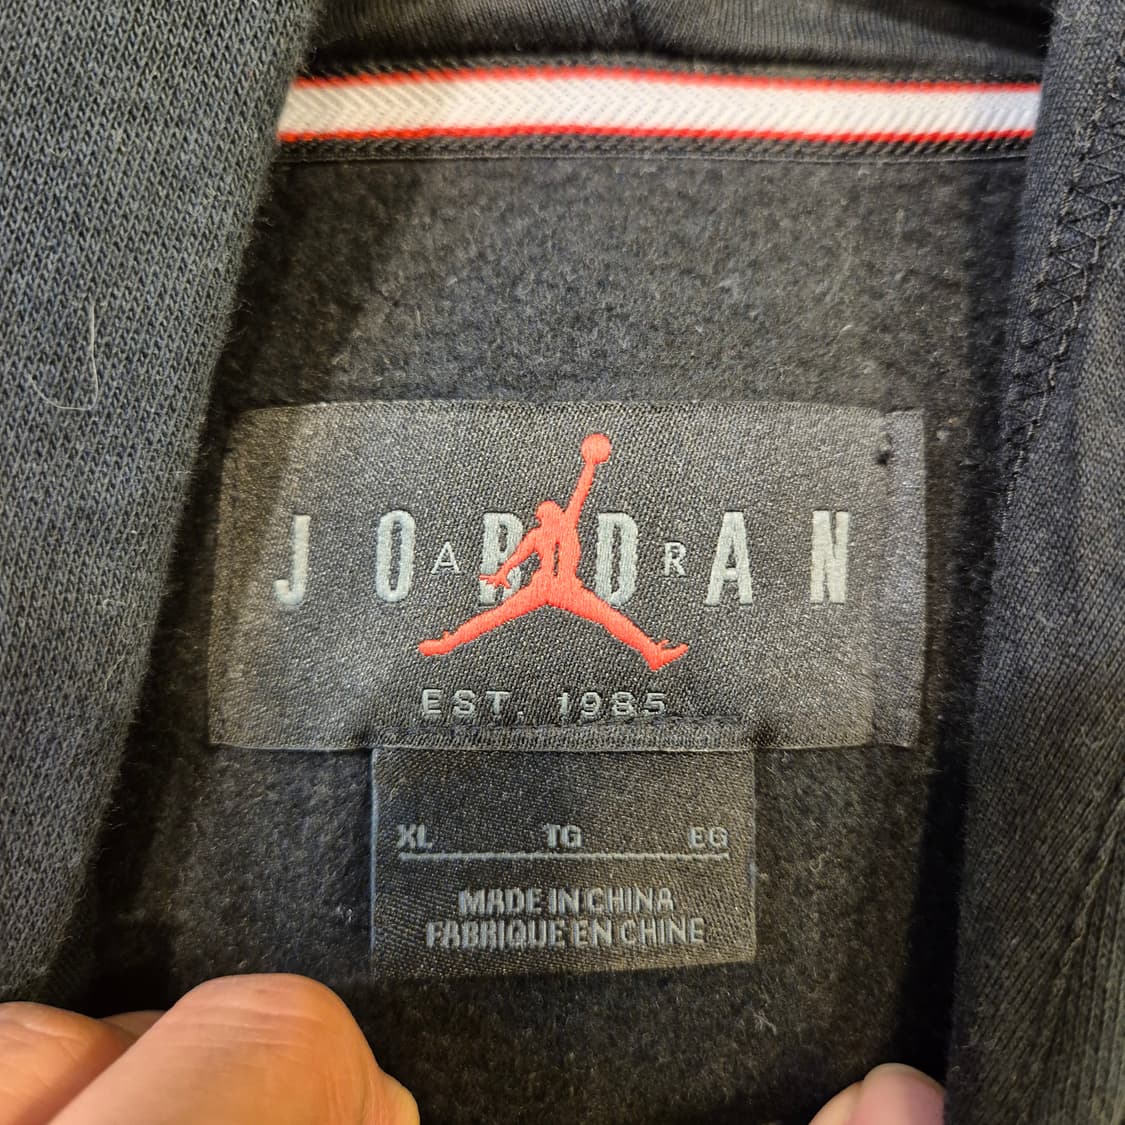 JORDAN
AIR
EST. 1985
XL TG EG
MADE IN CHINA
FABRIQUE EN CHINE